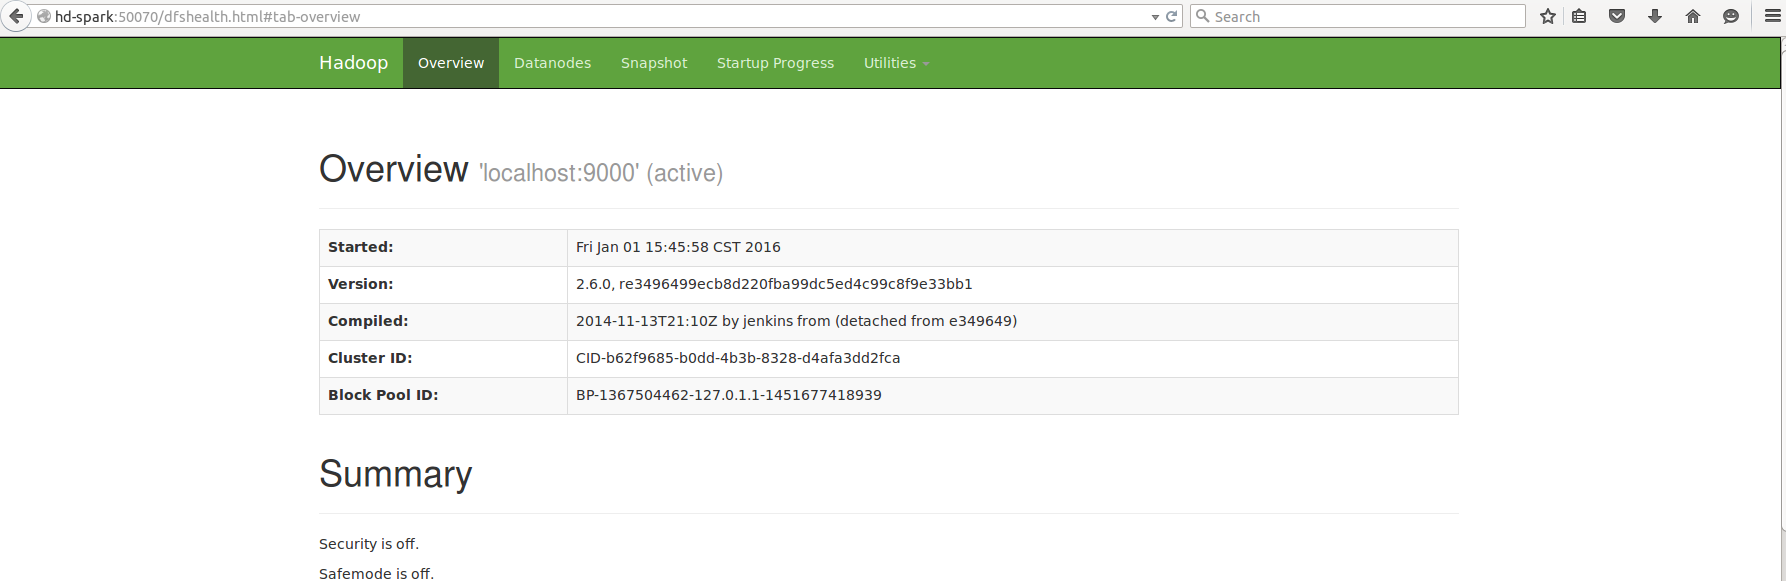 hd-spark:50070/dfshealth.html#tab-overview Search
Hadoop Overview Datanodes Snapshot Startup Progress Utilities
Overview 'localhost:9000' (active)
Started: Fri Jan 01 15:45:58 CST 2016
Version: 2.6.0, re3496499ecb8d220fba99dc5ed4c99c8f9e33bb1
Compiled: 2014-11-13T21:10Z by jenkins from (detached from e349649)
Cluster ID: CID-b62f9685-b0dd-4b3b-8328-d4afa3dd2fca
Block Pool ID: BP-1367504462-127.0.1.1-1451677418939
Summary
Security is off.
Safemode is off.